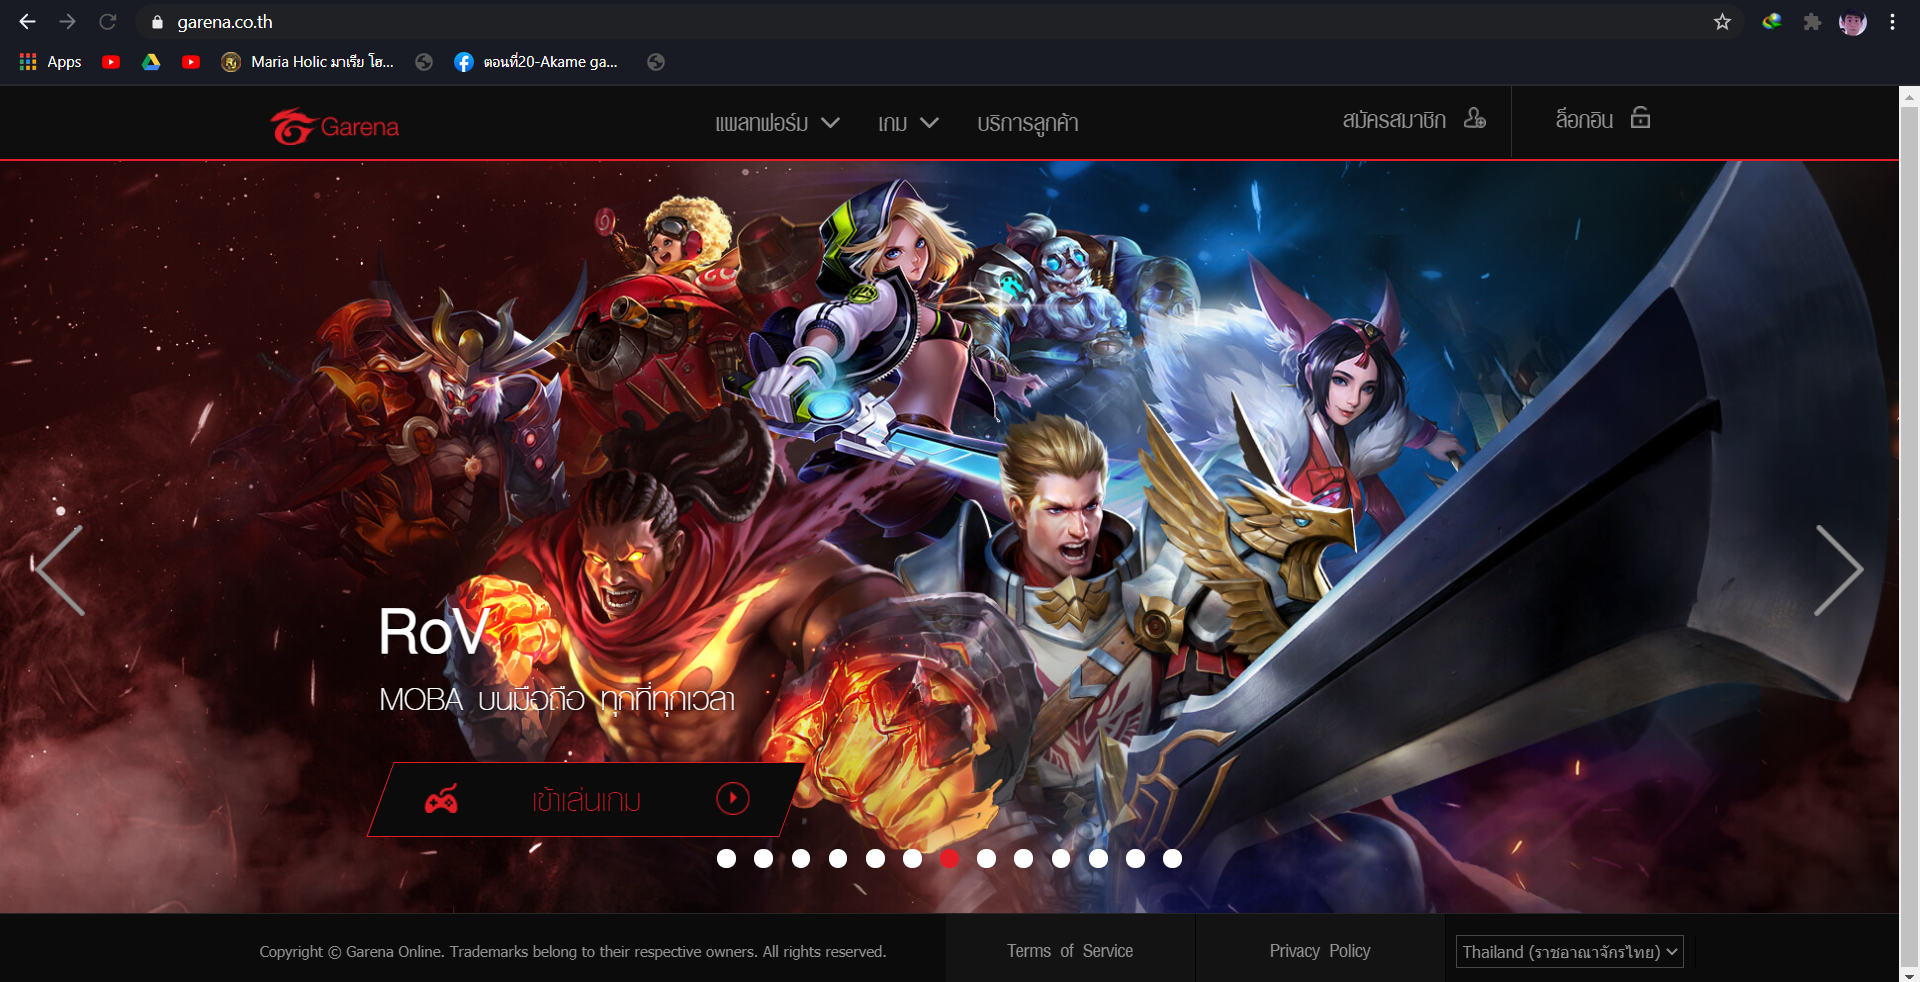 garena.co.th
Apps
Maria Holic มาเรีย โฮ...
ตอนที่20-Akame ga...
Garena
แพลทฟอร์ม
เกม
บริการลูกค้า
สมัครสมาชิก
ล็อกอิน
RoV
MOBA บนมือถือ ทุกที่ทุกเวลา
เข้าเล่นเกม
Copyright © Garena Online. Trademarks belong to their respective owners. All rights reserved.
Terms of Service
Privacy Policy
Thailand (ราชอาณาจักรไทย)